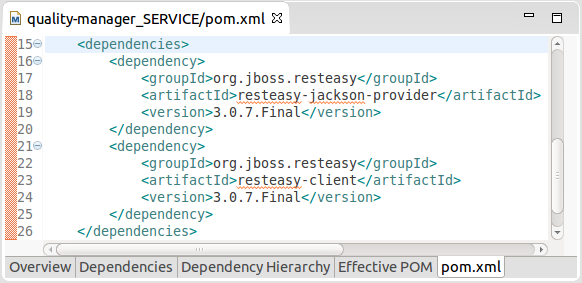 quality-manager_SERVICE/pom.xml
15 <dependencies>
16 <dependency>
17 <groupId>org.jboss.resteasy</groupId>
18 <artifactId>resteasy-jackson-provider</artifactId>
19 <version>3.0.7.Final</version>
20 </dependency>
21 <dependency>
22 <groupId>org.jboss.resteasy</groupId>
23 <artifactId>resteasy-client</artifactId>
24 <version>3.0.7.Final</version>
25 </dependency>
26 </dependencies>
Overview Dependencies Dependency Hierarchy Effective POM pom.xml